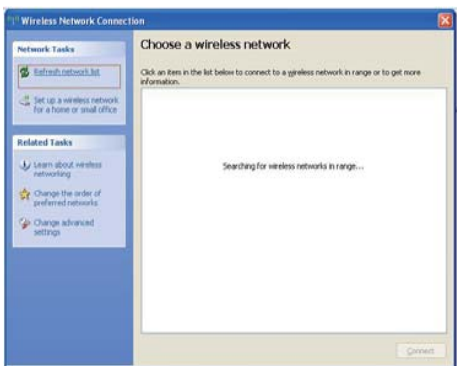 Wireless Network Connection
Network Tasks
Refresh network list
Set up a wireless network
for a home or small office
Related Tasks
Learn about wireless
networking
Change the order of
preferred networks
Change advanced
settings
Choose a wireless network
Click an item in the list below to connect to a wireless network in range or to get more
information.
Searching for wireless networks in range...
Connect